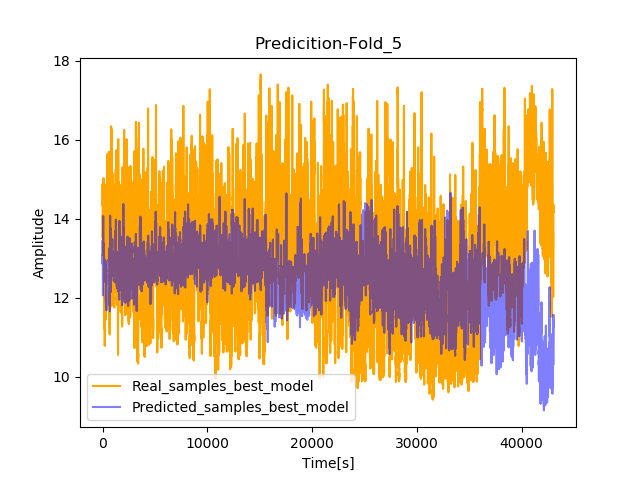 Predicition-Fold_5
18
16
14
12
10
Amplitude
Real_samples_best_model
Predicted_samples_best_model
0
10000
20000
30000
40000
Time[s]